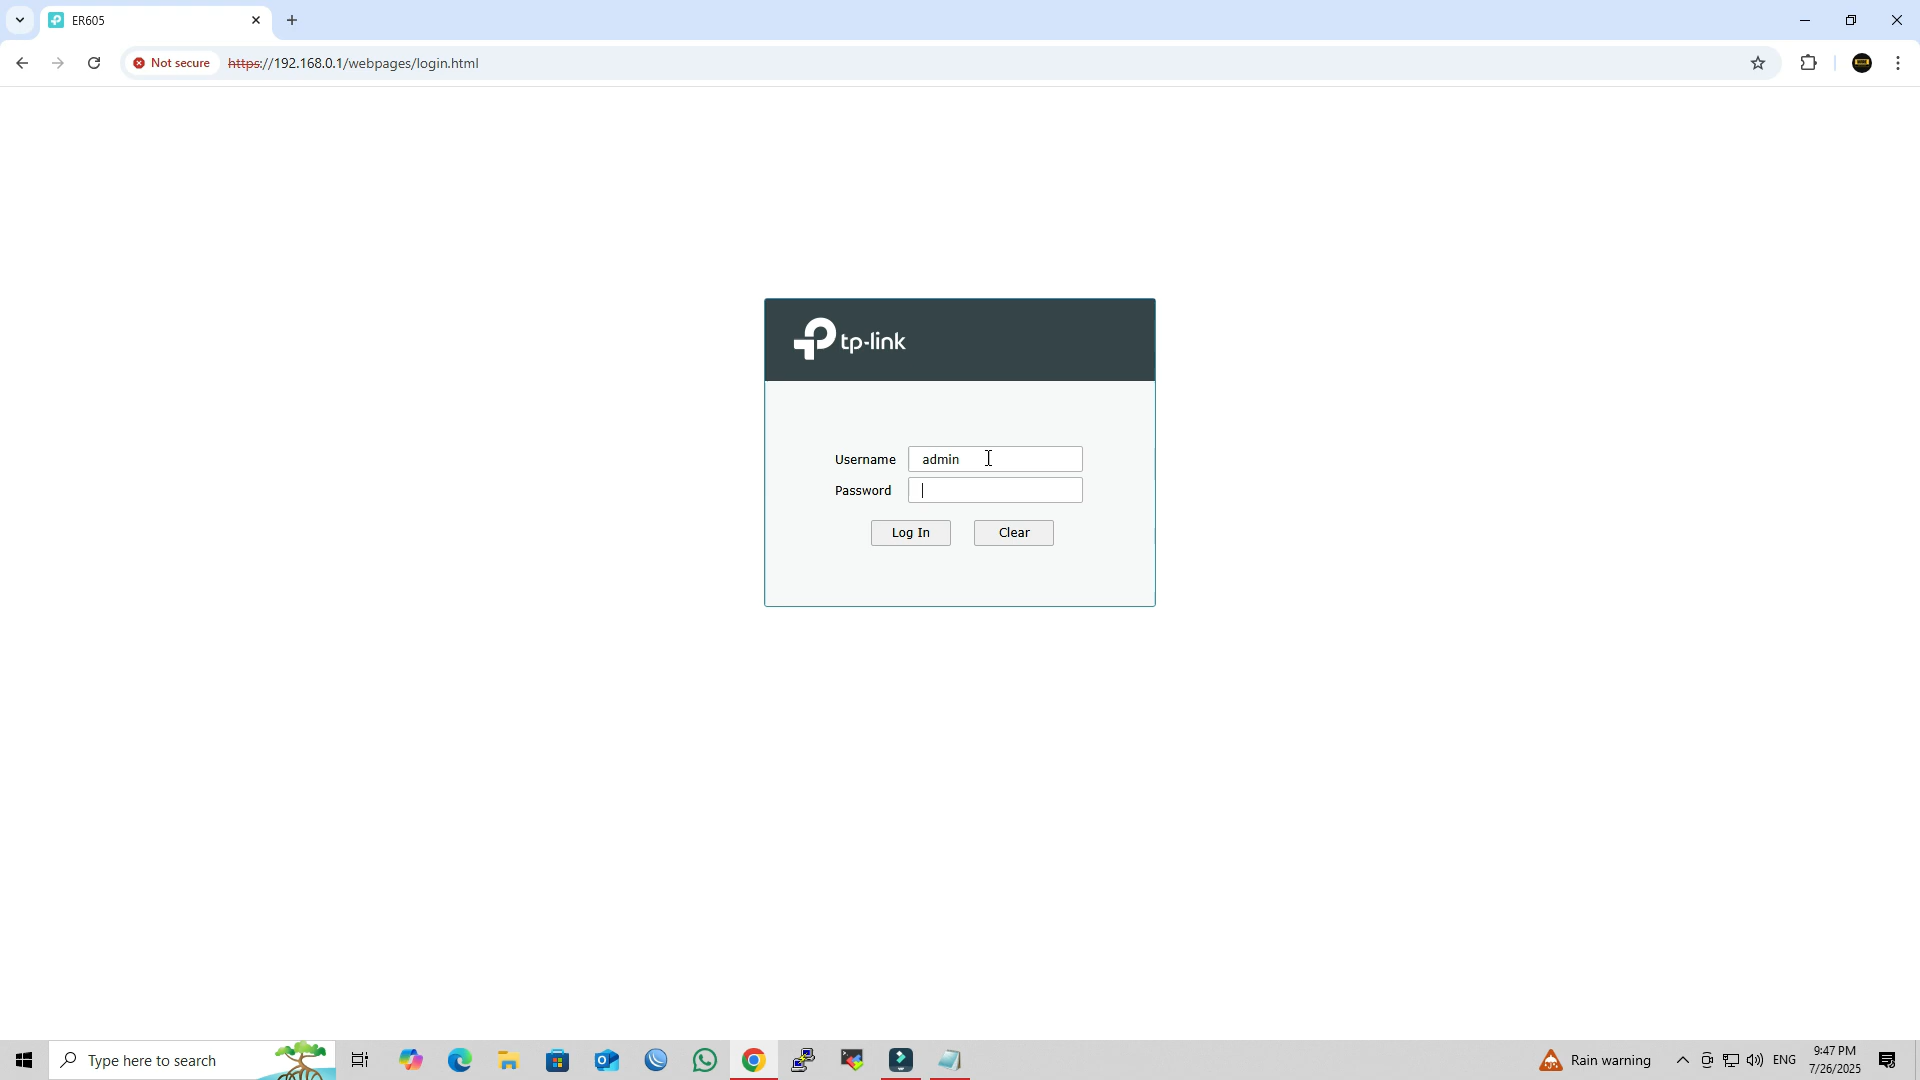 ER605
Not secure https://192.168.0.1/webpages/login.html
tp-link
Username admin
Password
Log In Clear
Type here to search
Rain warning
ENG
9:47 PM
7/26/2025